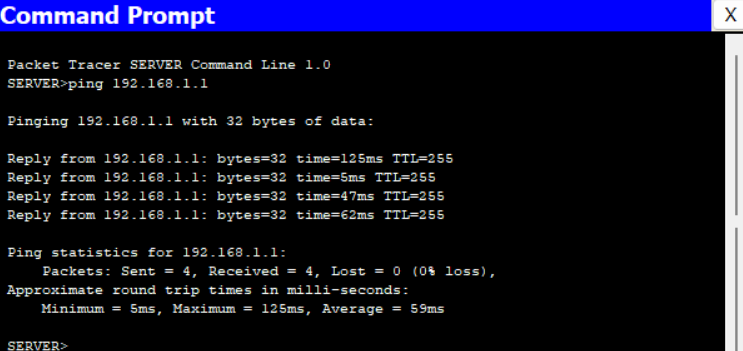 Command Prompt
X
Packet Tracer SERVER Command Line 1.0
SERVER>ping 192.168.1.1
Pinging 192.168.1.1 with 32 bytes of data:
Reply from 192.168.1.1: bytes=32 time=125ms TTL=255
Reply from 192.168.1.1: bytes=32 time=5ms TTL=255
Reply from 192.168.1.1: bytes=32 time=47ms TTL=255
Reply from 192.168.1.1: bytes=32 time=62ms TTL=255
Ping statistics for 192.168.1.1:
Packets: Sent = 4, Received = 4, Lost = 0 (0% loss),
Approximate round trip times in milli-seconds:
Minimum = 5ms, Maximum = 125ms, Average = 59ms
SERVER>